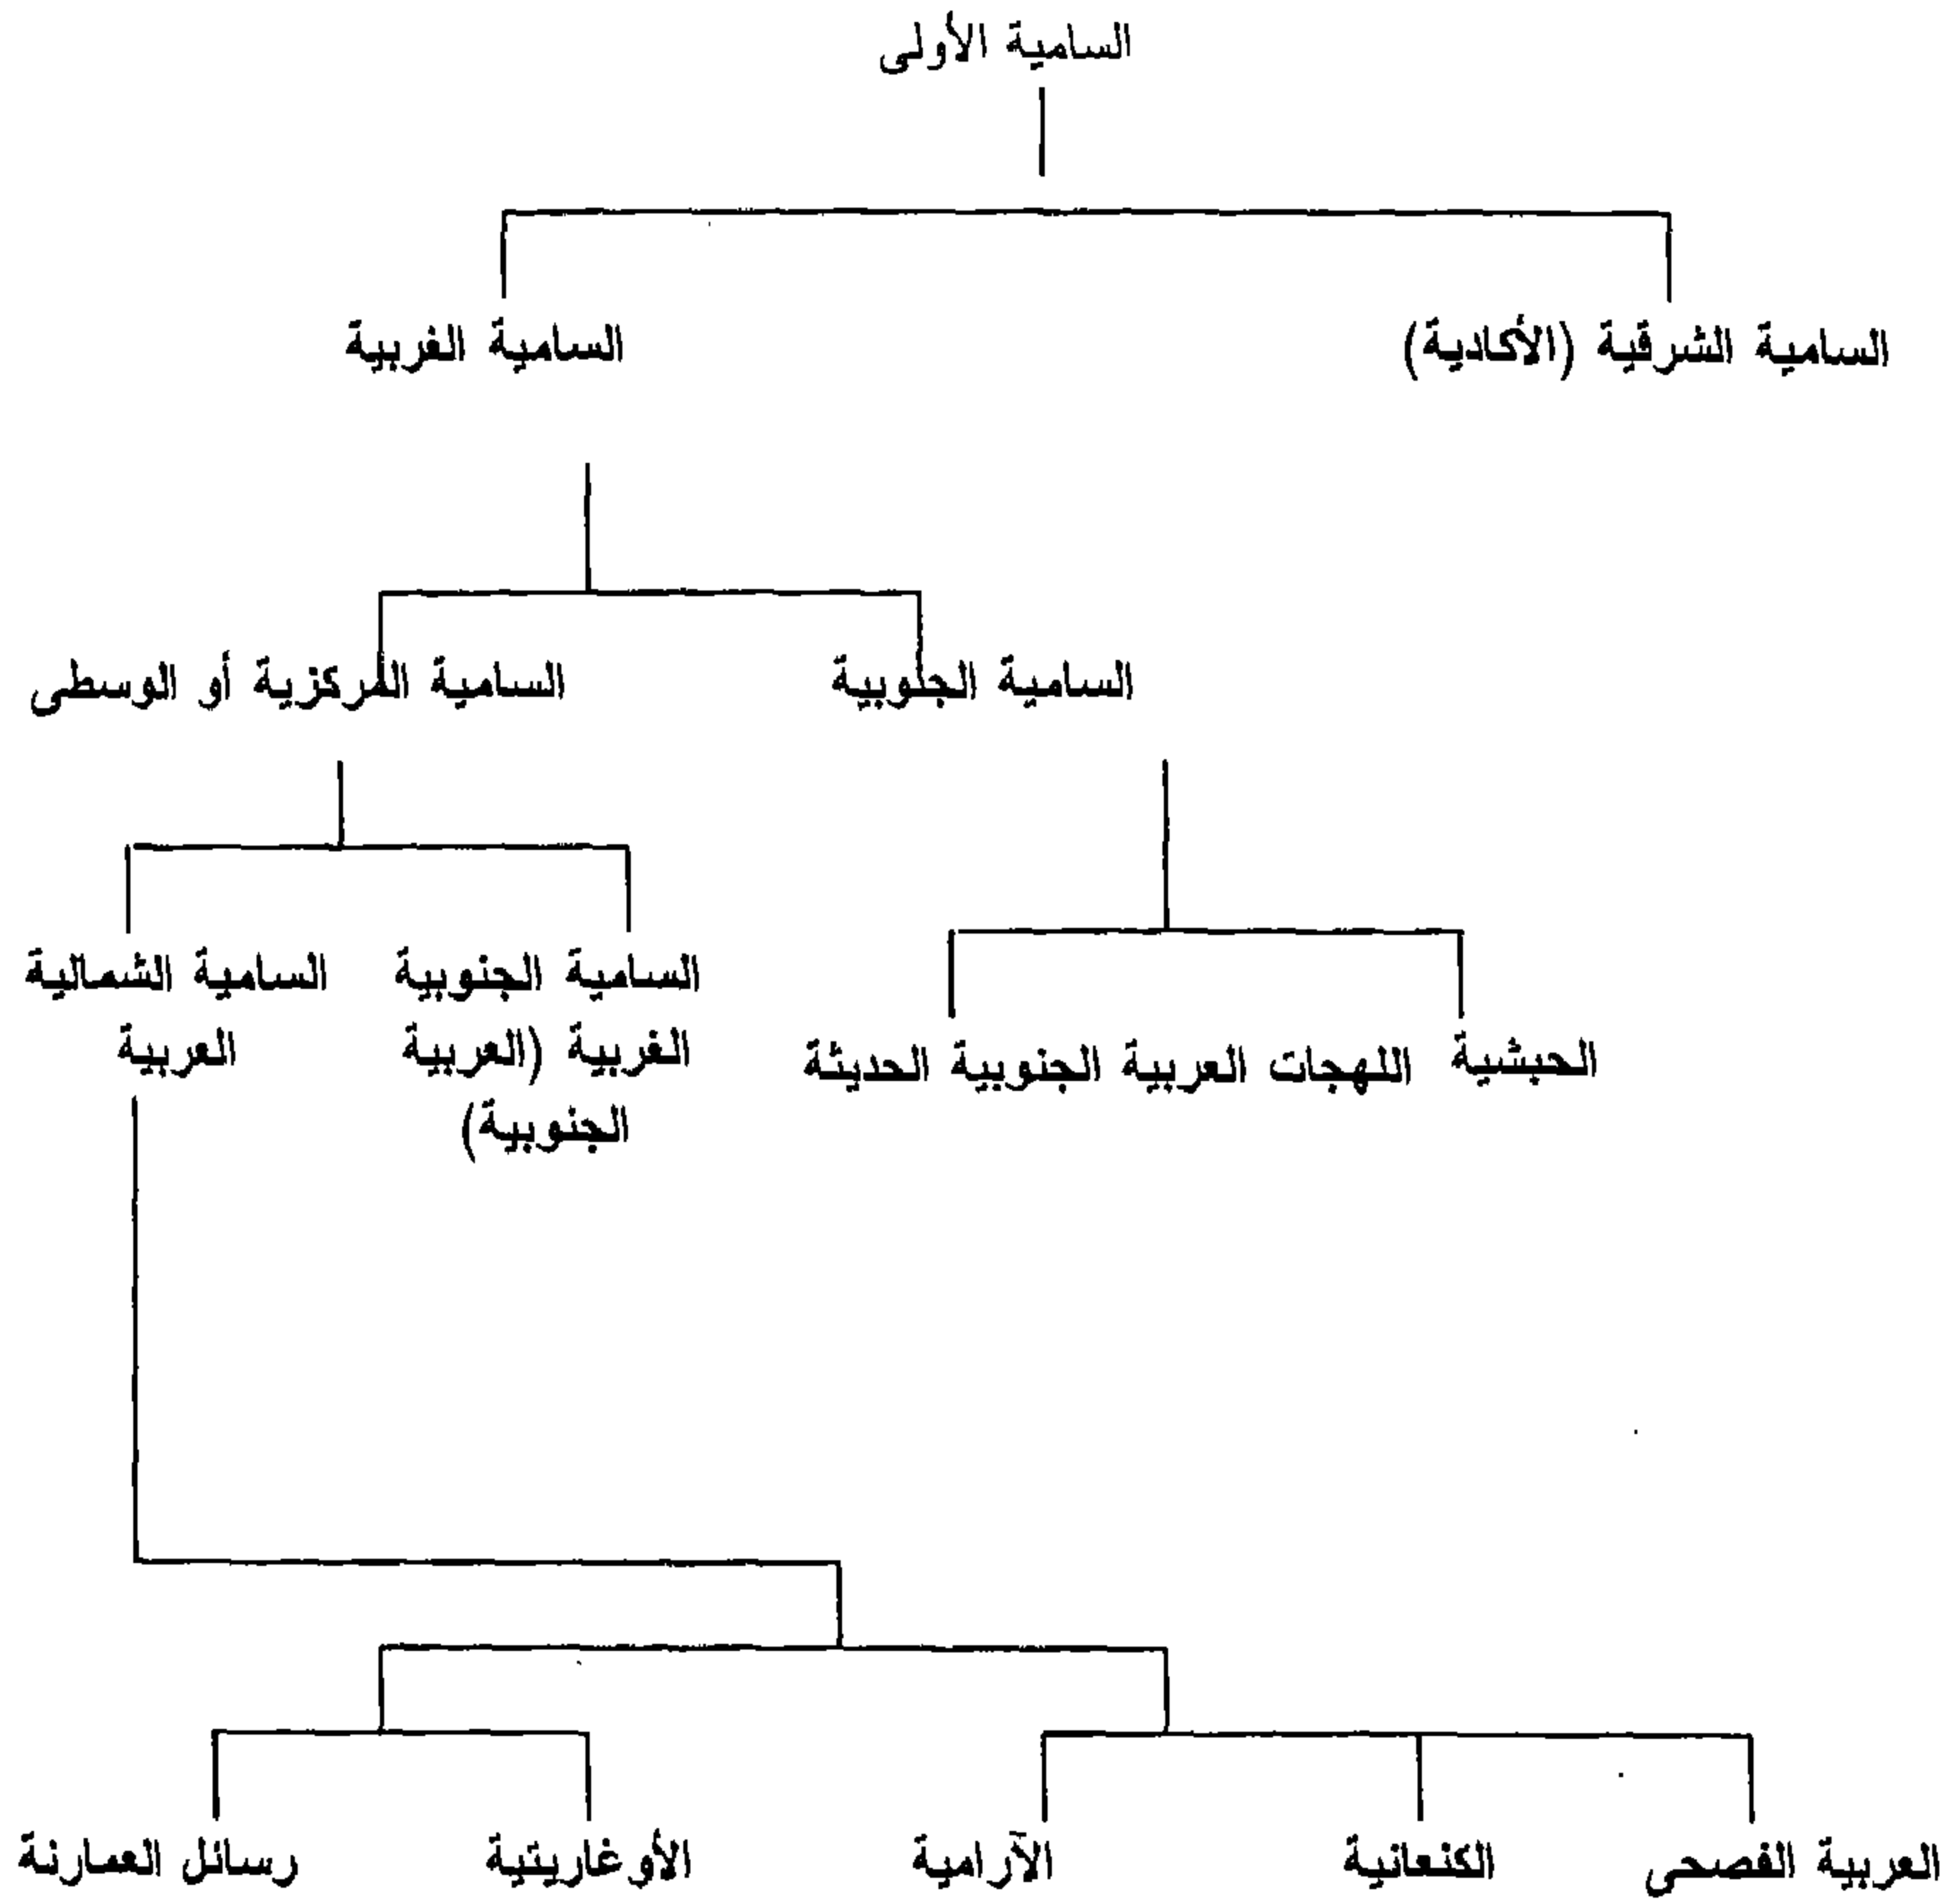 السامية الأولى
السامية الشرقية (الأكادية)
السامية الغربية
السامية الجنوبية
السامية المركزية أو الوسطى
السامية الجنوبية
الغربية (العربية
الجنوبية)
السامية الشمالية
العربية
الحبشية
اللهجات العربية الجنوبية الحديثة
العربية الفصحى
الكنعانية
الآرامية
الأوغاريتية
رسائل العمارنة